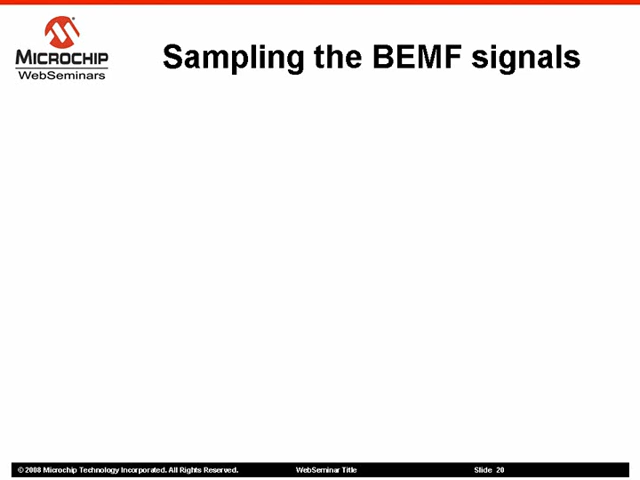 MICROCHIP
WebSeminars
Sampling the BEMF signals
© 2008 Microchip Technology Incorporated. All Rights Reserved. WebSeminar Title Slide 20